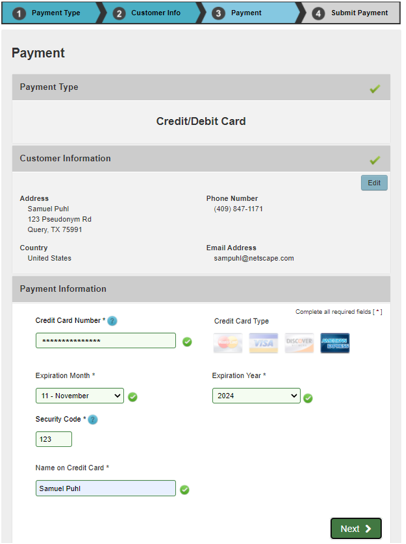 1 Payment Type 2 Customer Info 3 Payment 4 Submit Payment
Payment
Payment Type
Credit/Debit Card
Customer Information
Edit
Address
Samuel Puhl
123 Pseudonym Rd
Query, TX 75991
Phone Number
(409) 847-1171
Country
United States
Email Address
sampuhl@netscape.com
Payment Information
Complete all required fields [ * ]
Credit Card Number * ?
***************
Credit Card Type
VISA DISCOVER AMERICAN EXPRESS
Expiration Month *
11 - November
Expiration Year *
2024
Security Code * ?
123
Name on Credit Card *
Samuel Puhl
Next